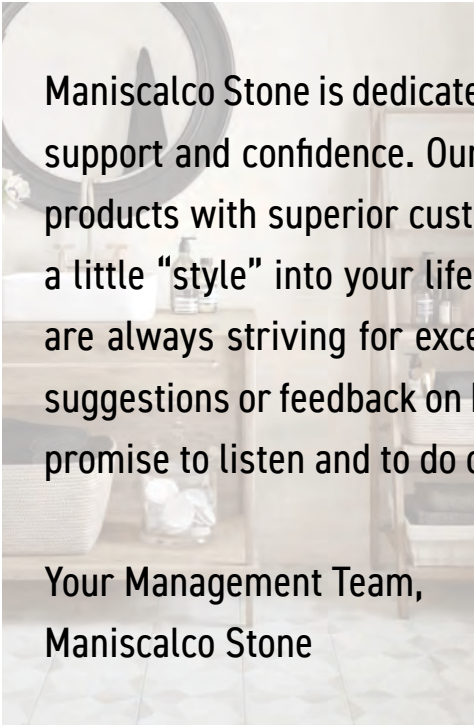 Maniscalco Stone is dedicate
support and confidence. Our
products with superior cust
a little “style” into your life
are always striving for exce
suggestions or feedback on
promise to listen and to do
Your Management Team,
Maniscalco Stone